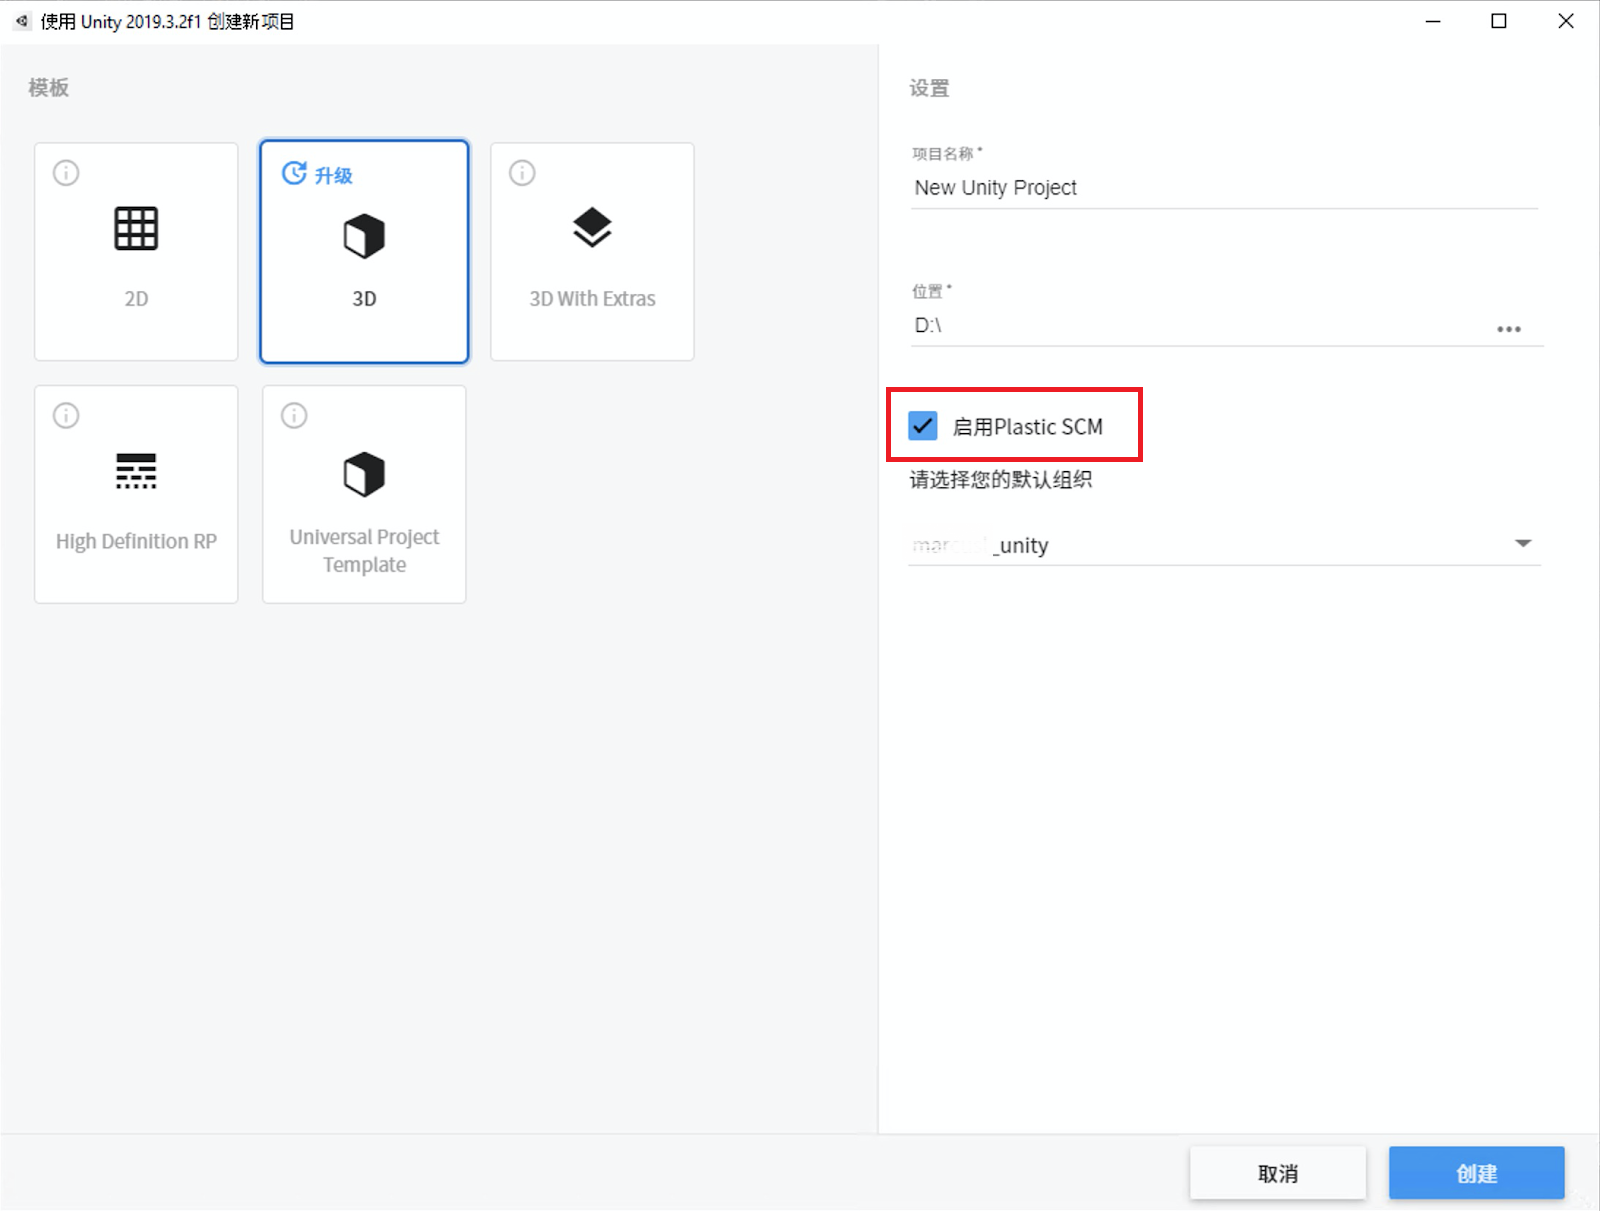 使用 Unity 2019.3.2f1 创建新项目
模板
设置
升级
2D
3D
3D With Extras
High Definition RP
Universal Project
Template
项目名称 *
New Unity Project
位置 *
D:\
启用Plastic SCM
请选择您的默认组织
_unity
取消
创建